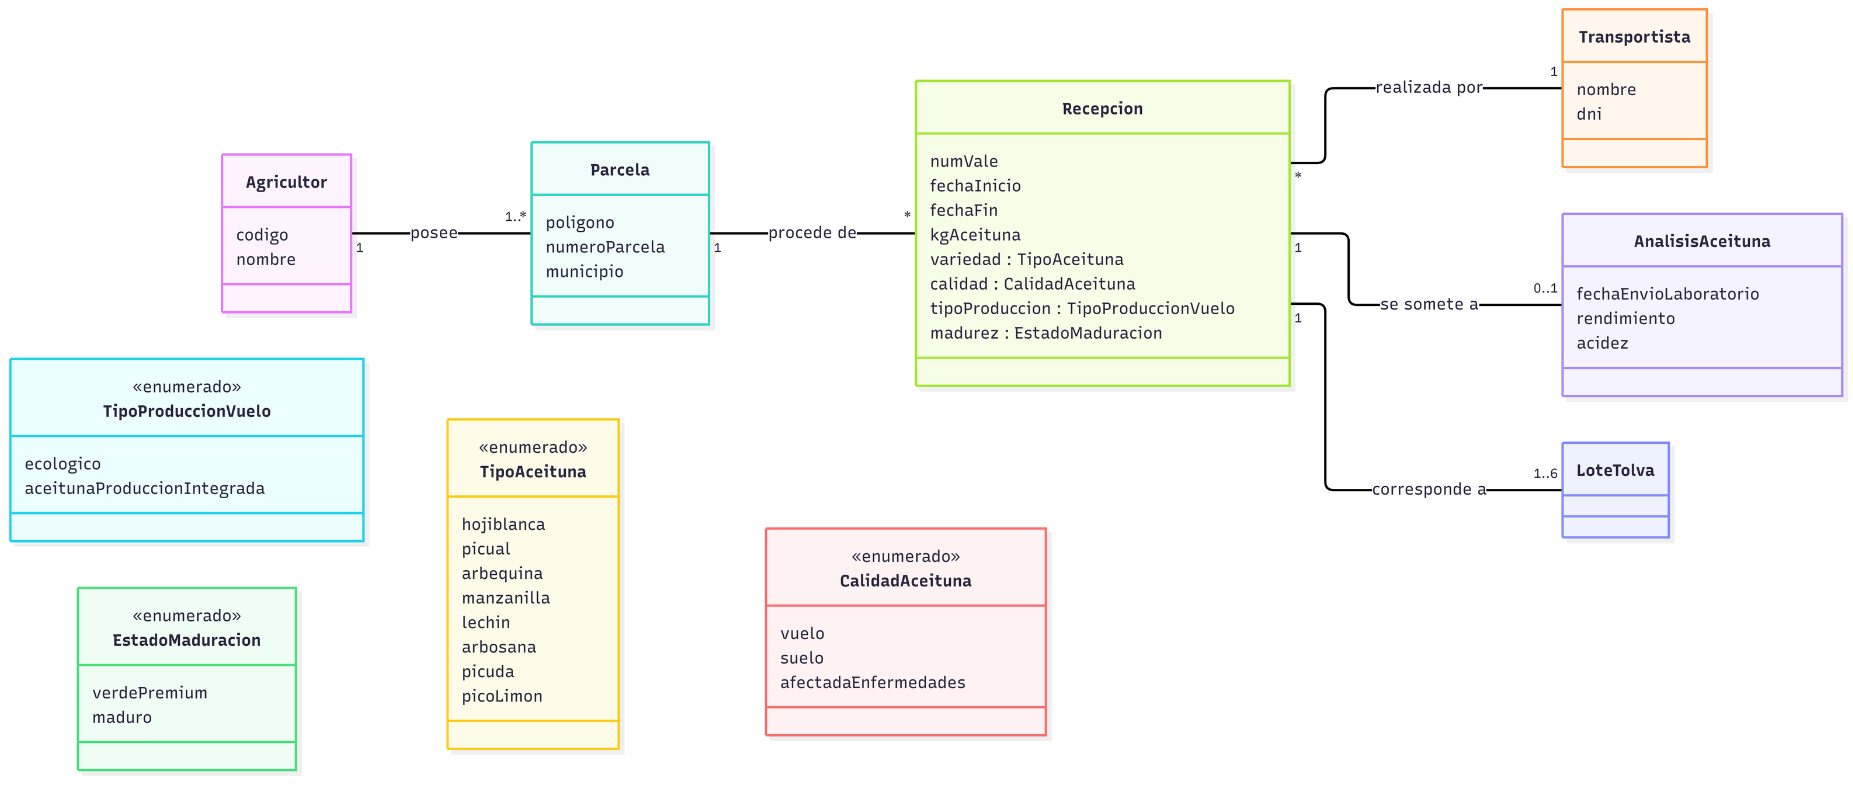 Agricultor
codigo
nombre
1
posee
1..*
Parcela
poligono
numeroParcela
municipio
1
procede de
*
Recepcion
numVale
fechaInicio
fechaFin
kgAceituna
variedad : TipoAceituna
calidad : CalidadAceituna
tipoProduccion : TipoProduccionVuelo
madurez : EstadoMaduracion
*
realizada por
1
Transportista
nombre
dni
1
se somete a
0..1
AnalisisAceituna
fechaEnvioLaboratorio
rendimiento
acidez
1
corresponde a
1..6
LoteTolva
«enumerado»
TipoProduccionVuelo
ecologico
aceitunaProduccionIntegrada
«enumerado»
EstadoMaduracion
verdePremium
maduro
«enumerado»
TipoAceituna
hojiblanca
picual
arbequina
manzanilla
lechin
arbosana
picuda
picoLimon
«enumerado»
CalidadAceituna
vuelo
suelo
afectadaEnfermedades